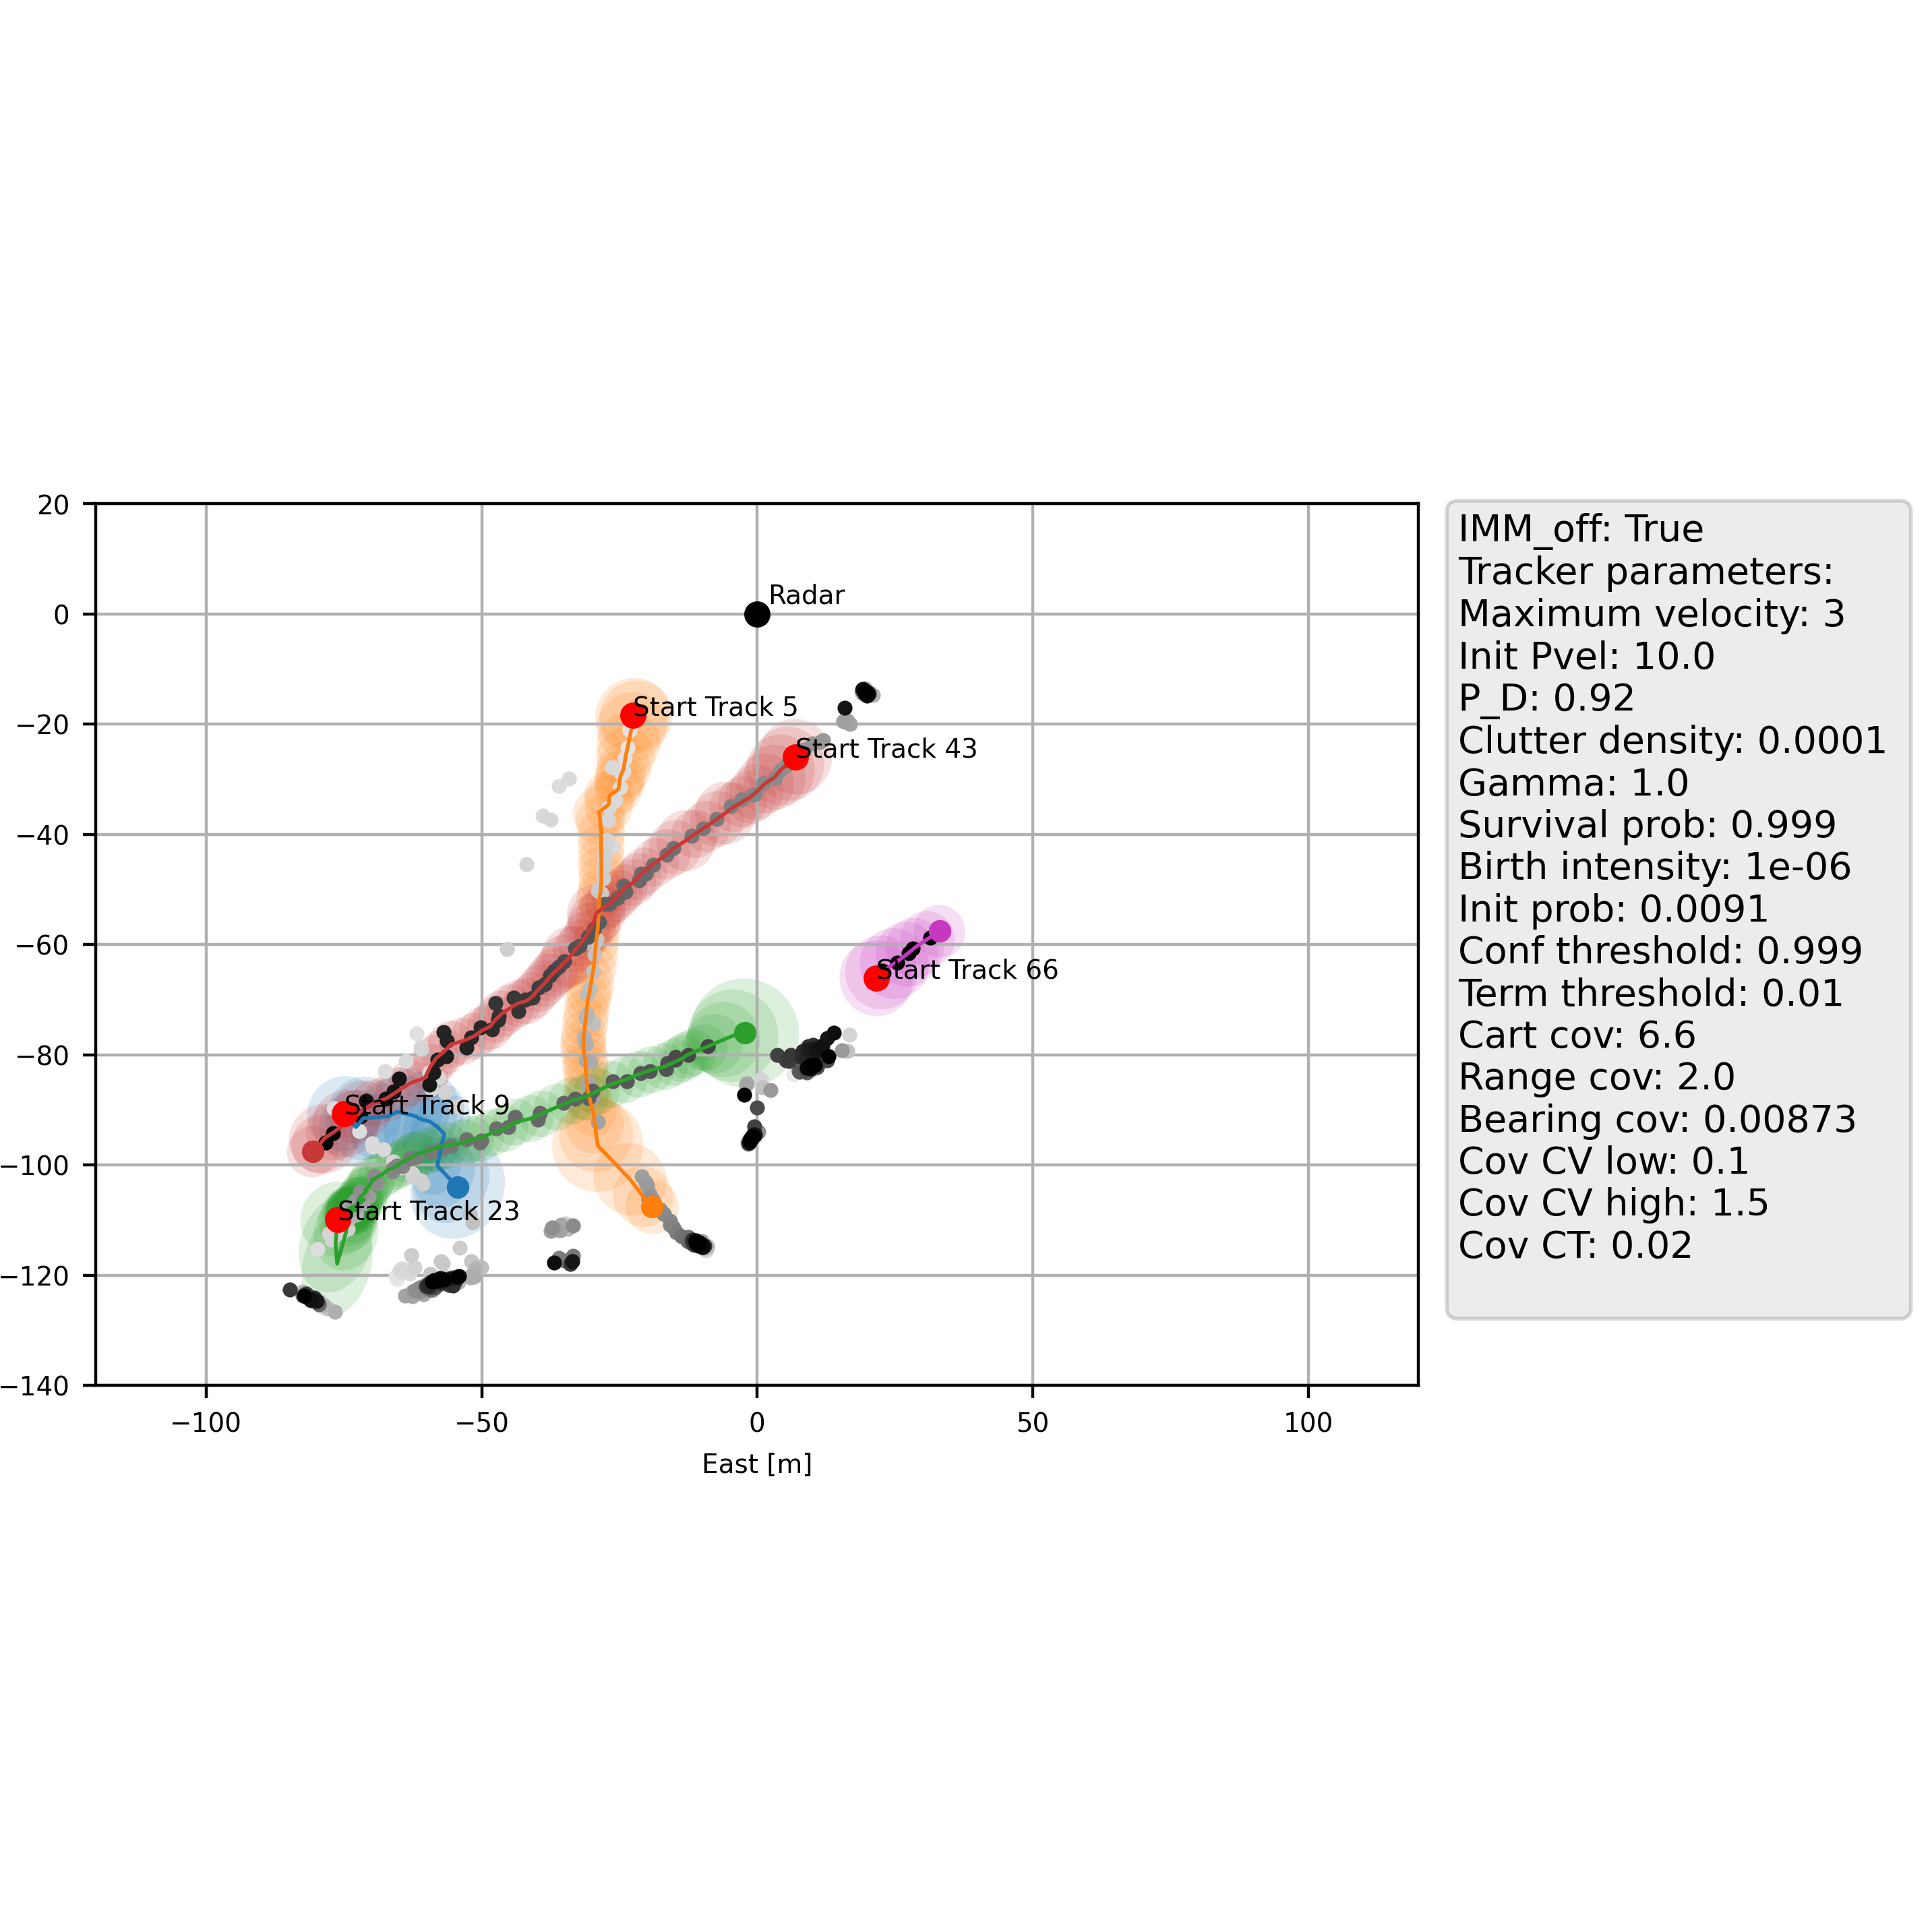 20
0
−20
−40
−60
−80
−100
−120
−140
−100
−50
0
50
100
East [m]
Radar
Start Track 5
Start Track 43
Start Track 66
Start Track 9
Start Track 23
IMM_off: True
Tracker parameters:
Maximum velocity: 3
Init Pvel: 10.0
P_D: 0.92
Clutter density: 0.0001
Gamma: 1.0
Survival prob: 0.999
Birth intensity: 1e-06
Init prob: 0.0091
Conf threshold: 0.999
Term threshold: 0.01
Cart cov: 6.6
Range cov: 2.0
Bearing cov: 0.00873
Cov CV low: 0.1
Cov CV high: 1.5
Cov CT: 0.02